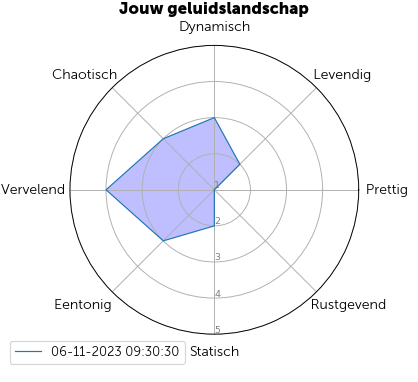 Jouw geluidslandschap
Dynamisch
Chaotisch
Levendig
Vervelend
1
Prettig
2
3
4
Eentonig
Rustgevend
5
06-11-2023 09:30:30
Statisch